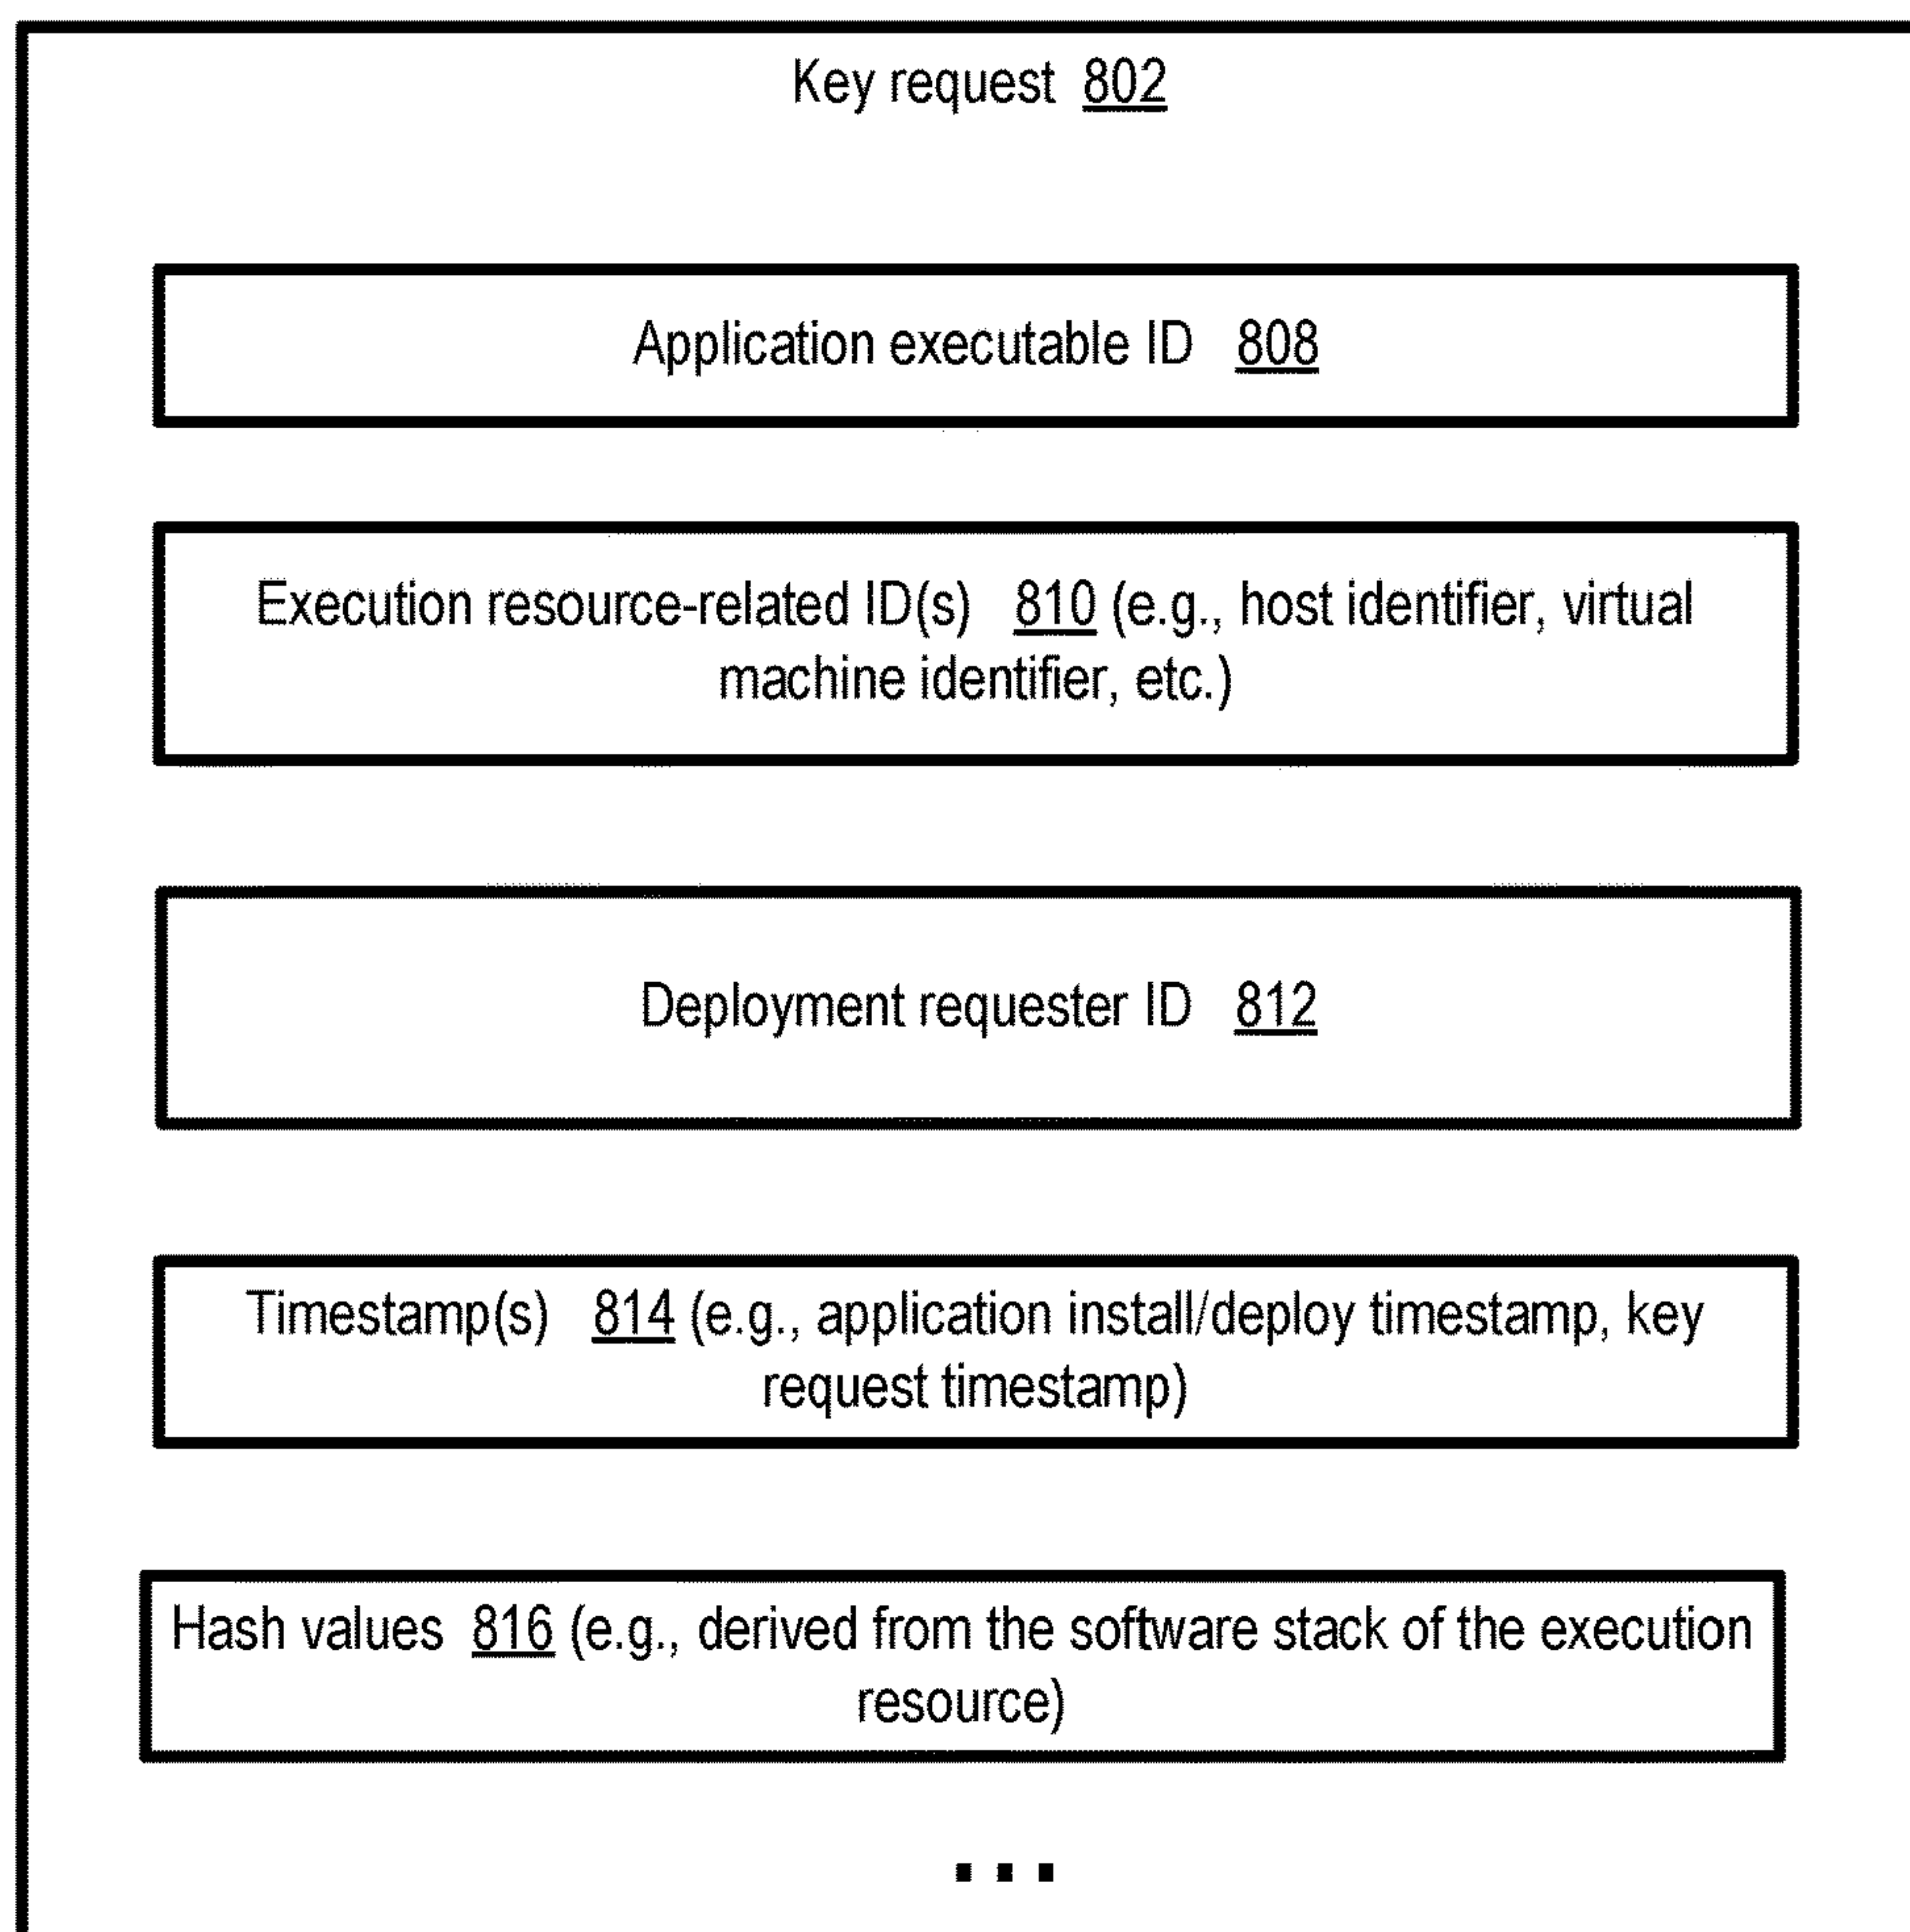 Key request 802
Application executable ID 808
Execution resource-related ID(s) 810 (e.g., host identifier, virtual
machine identifier, etc.)
Deployment requester ID 812
Timestamp(s) 814 (e.g., application install/deploy timestamp, key
request timestamp)
Hash values 816 (e.g., derived from the software stack of the execution
resource)
...